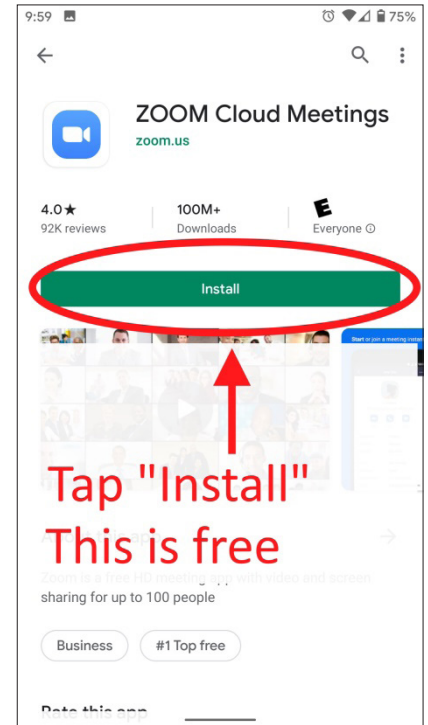 9:59 75%
ZOOM Cloud Meetings
zoom.us
4.0★ 100M+ E
92K reviews Downloads Everyone
Install
Start or join a meeting
Tap "Install"
This is free
Zoom is a free HD meeting app with video and screen
sharing for up to 100 people
Business #1 Top free
Rate this app